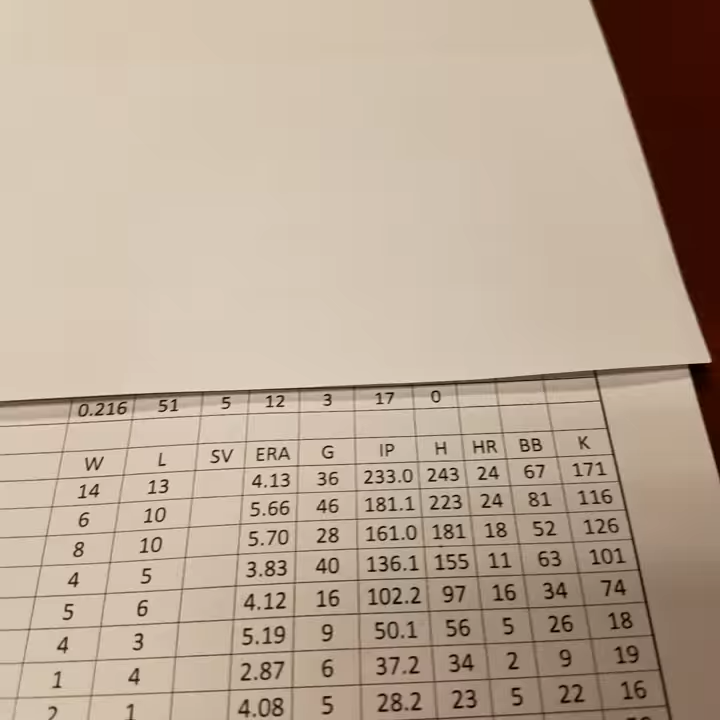 0.216 51 5 12 3 17 0
W L SV ERA G IP H HR BB K
14 13 4.13 36 233.0 243 24 67 171
6 10 5.66 46 181.1 223 24 81 116
8 10 5.70 28 161.0 181 18 52 126
4 5 3.83 40 136.1 155 11 63 101
5 6 4.12 16 102.2 97 16 34 74
4 3 5.19 9 50.1 56 5 26 18
1 4 2.87 6 37.2 34 2 9 19
2 1 4.08 5 28.2 23 5 22 16